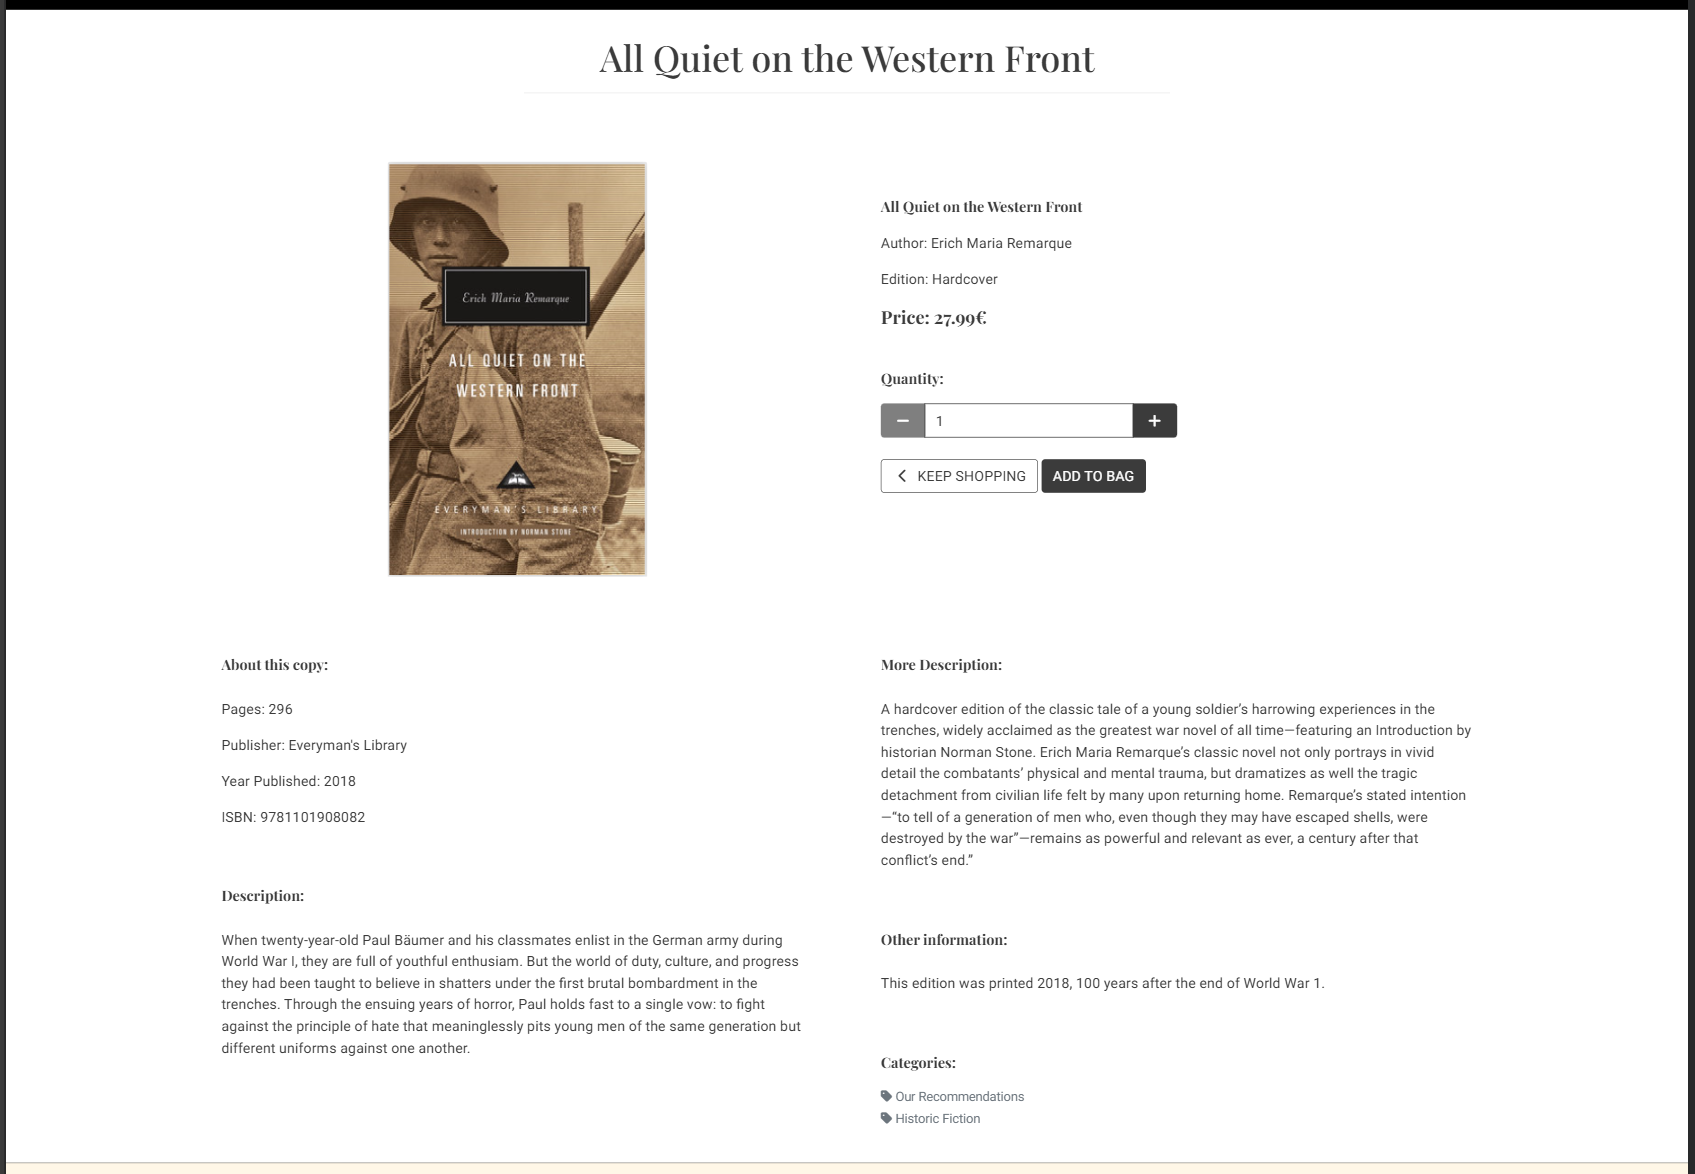 All Quiet on the Western Front
Erich Maria Remarque
ALL QUIET ON THE
WESTERN FRONT
EVERYMAN'S LIBRARY
INTRODUCTION BY NORMAN STONE
All Quiet on the Western Front
Author: Erich Maria Remarque
Edition: Hardcover
Price: 27.99€
Quantity:
− 1 +
KEEP SHOPPING ADD TO BAG
About this copy:
Pages: 296
Publisher: Everyman's Library
Year Published: 2018
ISBN: 9781101908082
Description:
When twenty-year-old Paul Bäumer and his classmates enlist in the German army during
World War I, they are full of youthful enthusiam. But the world of duty, culture, and progress
they had been taught to believe in shatters under the first brutal bombardment in the
trenches. Through the ensuing years of horror, Paul holds fast to a single vow: to fight
against the principle of hate that meaninglessly pits young men of the same generation but
different uniforms against one another.
More Description:
A hardcover edition of the classic tale of a young soldier’s harrowing experiences in the
trenches, widely acclaimed as the greatest war novel of all time—featuring an Introduction by
historian Norman Stone. Erich Maria Remarque’s classic novel not only portrays in vivid
detail the combatants’ physical and mental trauma, but dramatizes as well the tragic
detachment from civilian life felt by many upon returning home. Remarque’s stated intention
—“to tell of a generation of men who, even though they may have escaped shells, were
destroyed by the war”—remains as powerful and relevant as ever, a century after that
conflict’s end.”
Other information:
This edition was printed 2018, 100 years after the end of World War 1.
Categories:
Our Recommendations
Historic Fiction